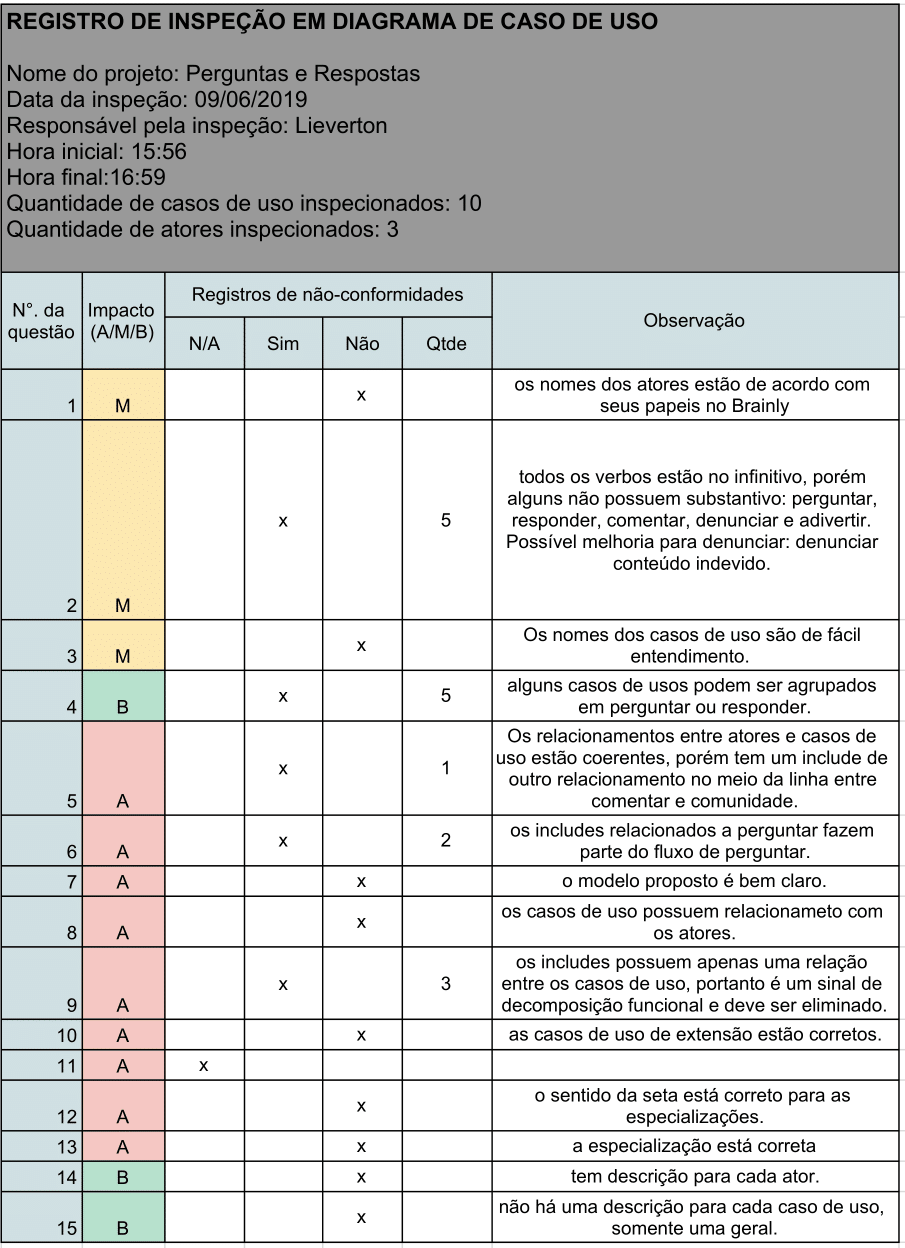 REGISTRO DE INSPEÇÃO EM DIAGRAMA DE CASO DE USO
Nome do projeto: Perguntas e Respostas
Data da inspeção: 09/06/2019
Responsável pela inspeção: Lieverton
Hora inicial: 15:56
Hora final:16:59
Quantidade de casos de uso inspecionados: 10
Quantidade de atores inspecionados: 3
N°. da
questão
Impacto
(A/M/B)
Registros de não-conformidades
N/A
Sim
Não
Qtde
Observação
1
M
x
os nomes dos atores estão de acordo com
seus papeis no Brainly
2
M
x
5
todos os verbos estão no infinitivo, porém
alguns não possuem substantivo: perguntar,
responder, comentar, denunciar e adivertir.
Possível melhoria para denunciar: denunciar
conteúdo indevido.
3
M
x
Os nomes dos casos de uso são de fácil
entendimento.
4
B
x
5
alguns casos de usos podem ser agrupados
em perguntar ou responder.
5
A
x
1
Os relacionamentos entre atores e casos de
uso estão coerentes, porém tem um include de
outro relacionamento no meio da linha entre
comentar e comunidade.
6
A
x
2
os includes relacionados a perguntar fazem
parte do fluxo de perguntar.
7
A
x
o modelo proposto é bem claro.
8
A
x
os casos de uso possuem relacionameto com
os atores.
9
A
x
3
os includes possuem apenas uma relação
entre os casos de uso, portanto é um sinal de
decomposição funcional e deve ser eliminado.
10
A
x
as casos de uso de extensão estão corretos.
11
A
x
12
A
x
o sentido da seta está correto para as
especializações.
13
A
x
a especialização está correta
14
B
x
tem descrição para cada ator.
15
B
x
não há uma descrição para cada caso de uso,
somente uma geral.